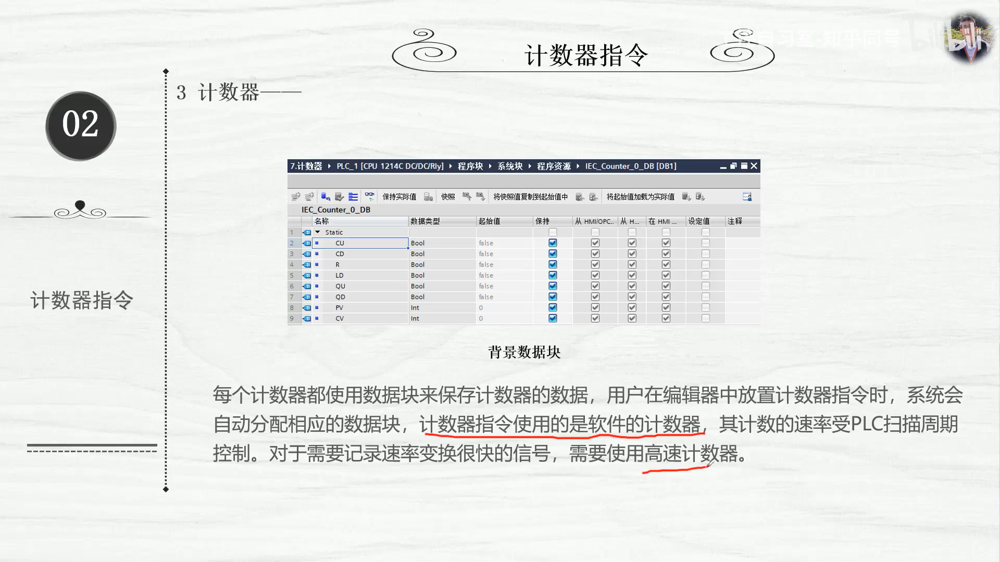 计数器指令
自习室 知乎同号
bilibili
3 计数器——
02
计数器指令
7.计数器 PLC_1 [CPU 1214C DC/DC/Rly] 程序块 系统块 程序资源 IEC_Counter_0_DB [DB1]
保持实际值 快照 将快照值复制到起始值中 将起始值加载为实际值
IEC_Counter_0_DB
名称 数据类型 起始值 保持 从 HMI/OPC.. 从 H... 在 HMI ... 设定值 注释
1 Static
2 CU Bool false
3 CD Bool false
4 R Bool false
5 LD Bool false
6 QU Bool false
7 QD Bool false
8 PV Int 0
9 CV Int 0
背景数据块
每个计数器都使用数据块来保存计数器的数据，用户在编辑器中放置计数器指令时，系统会
自动分配相应的数据块，计数器指令使用的是软件的计数器，其计数的速率受PLC扫描周期
控制。对于需要记录速率变换很快的信号，需要使用高速计数器。